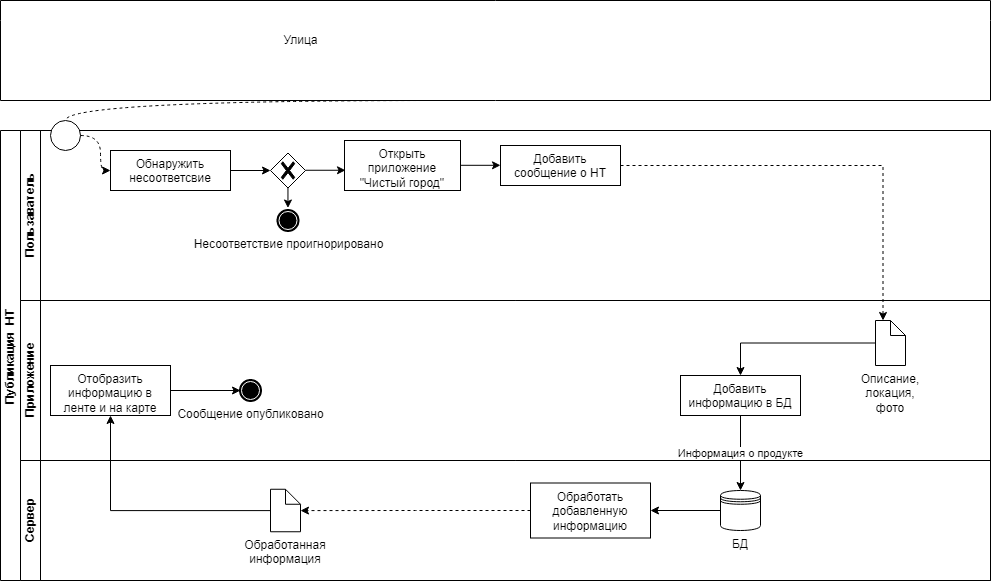 Улица
Публикация НТ
Пользаватель
Обнаружить
несоответсвие
Открыть
приложение
"Чистый город"
Добавить
сообщение о НТ
Несоответствие проигнорировано
Приложение
Отобразить
информацию в
ленте и на карте
Сообщение опубликовано
Добавить
информацию в БД
Описание,
локация,
фото
Информация о продукте
Сервер
Обработанная
информация
Обработать
добавленную
информацию
БД